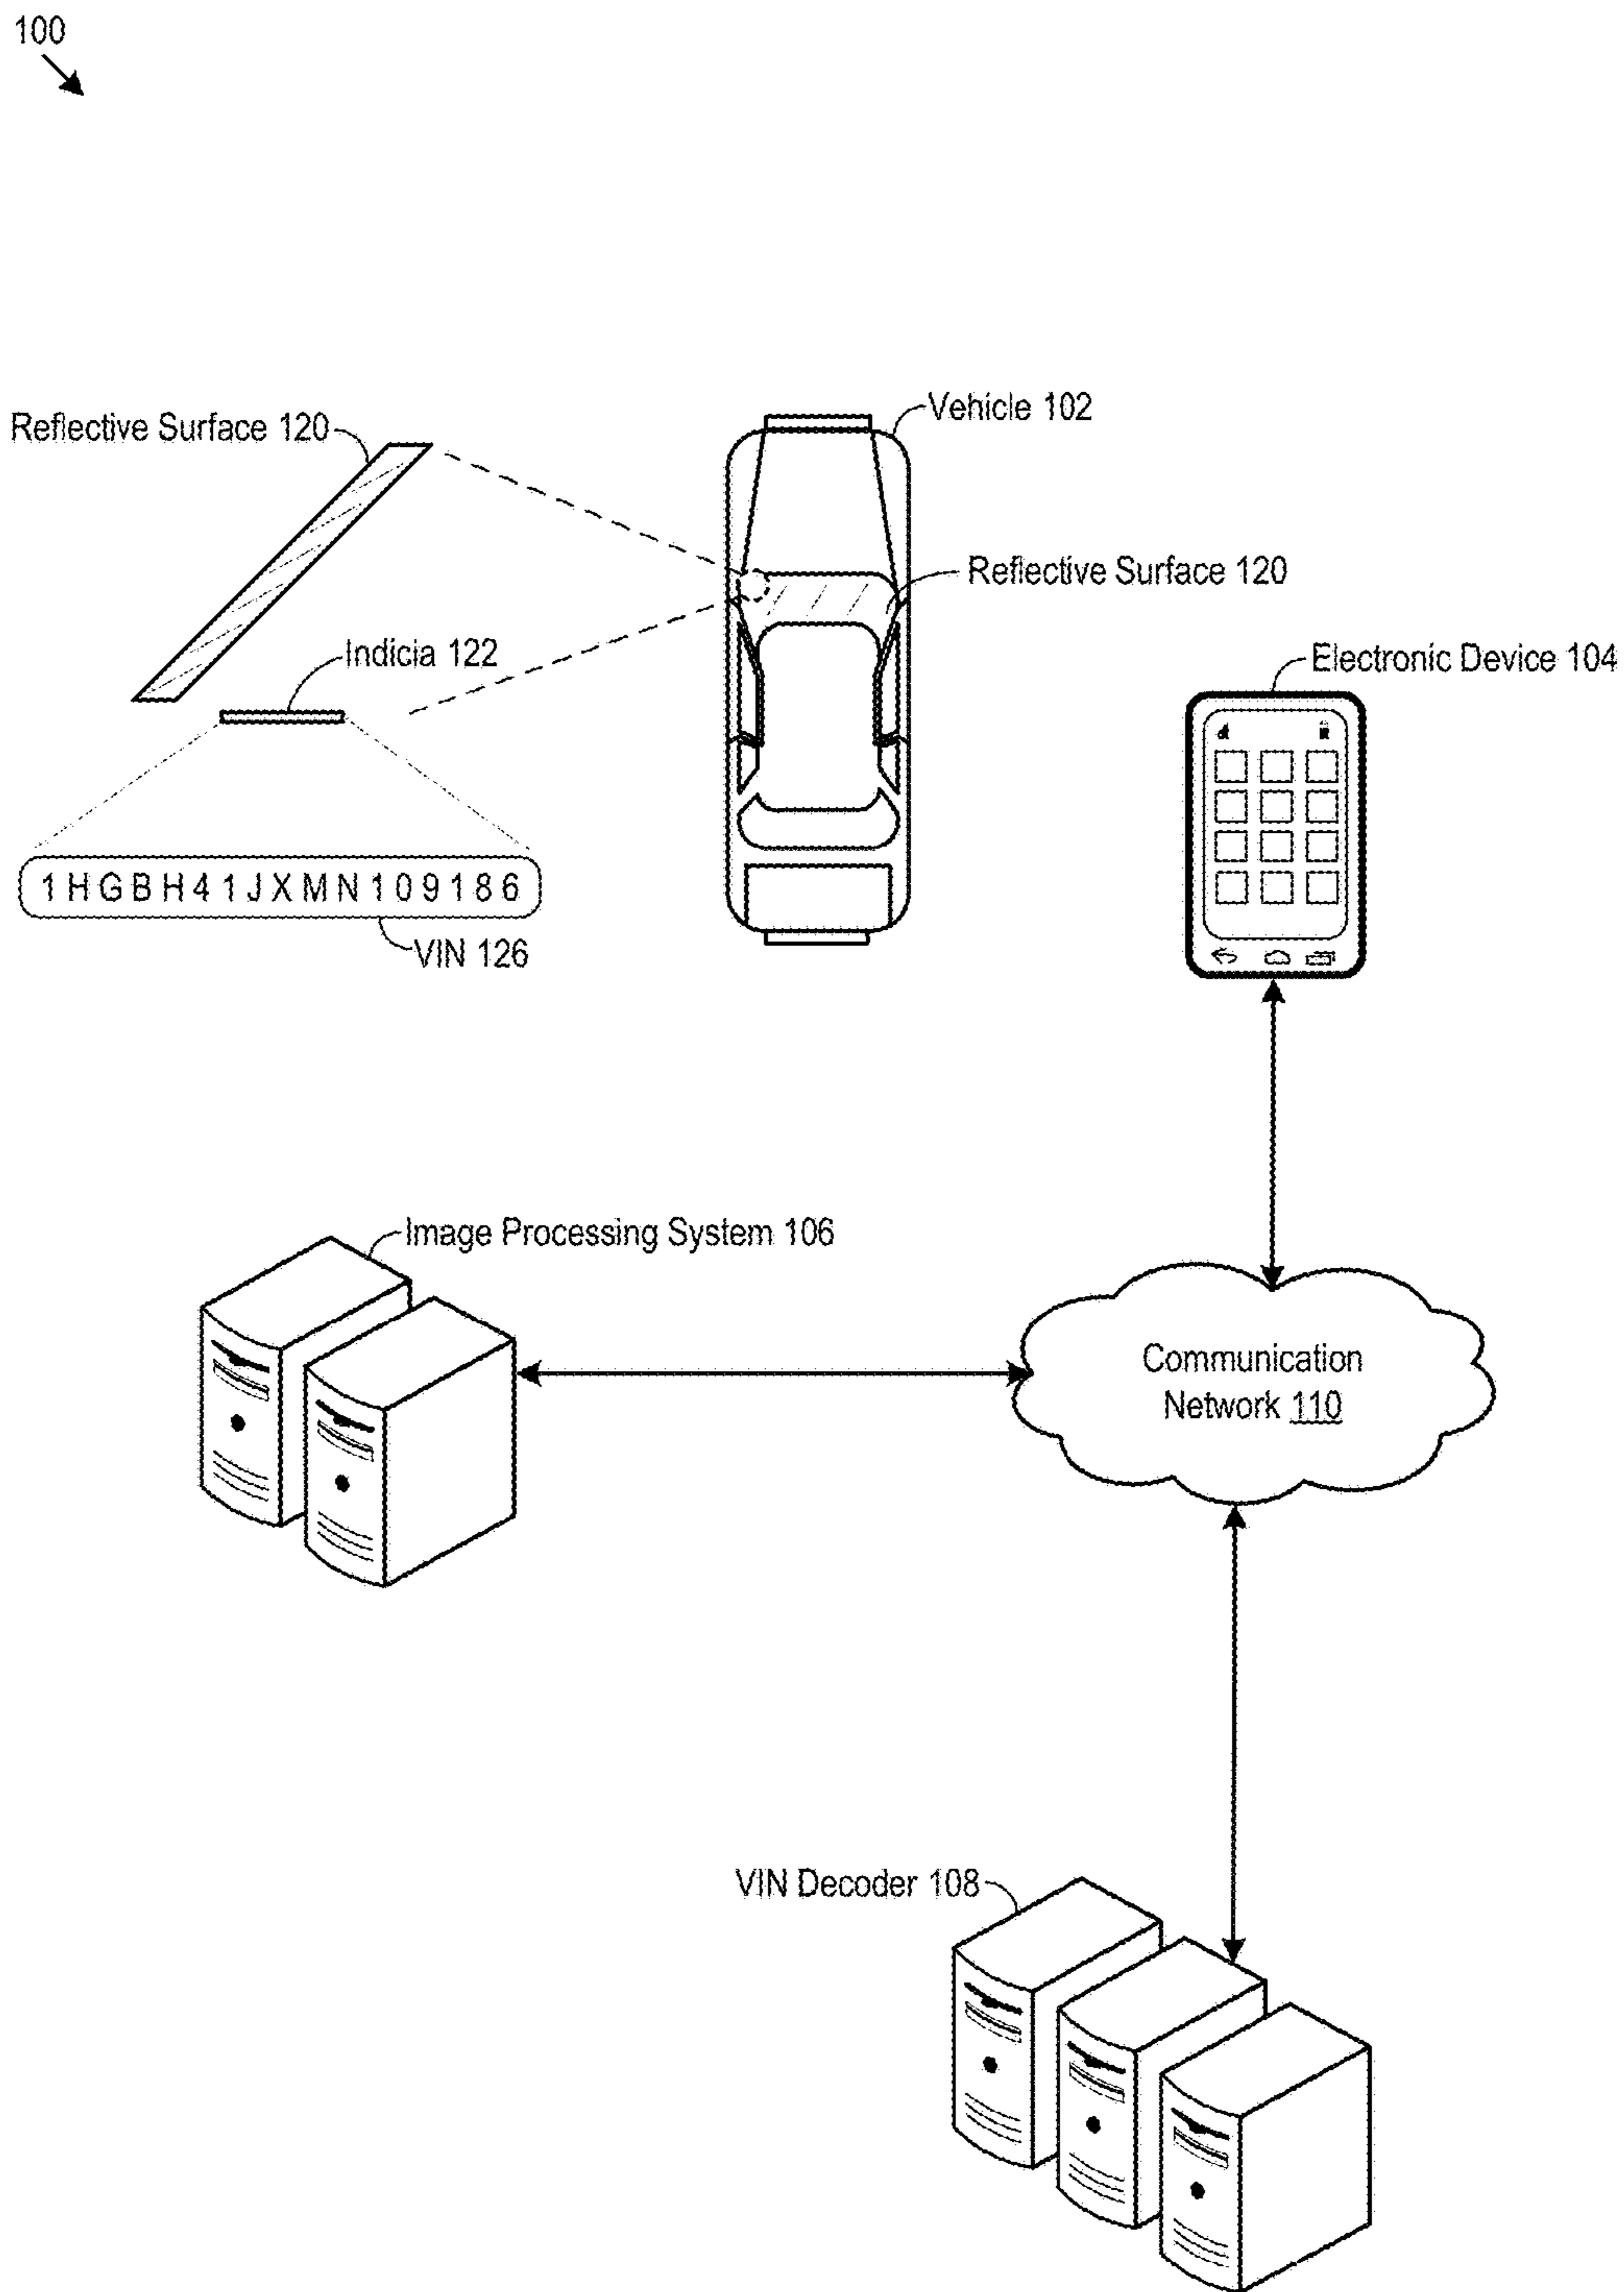 100
Vehicle 102
Reflective Surface 120
Reflective Surface 120
Indicia 122
Electronic Device 104
1 H G B H 4 1 J X M N 1 0 9 1 8 6
VIN 126
Image Processing System 106
Communication
Network 110
VIN Decoder 108